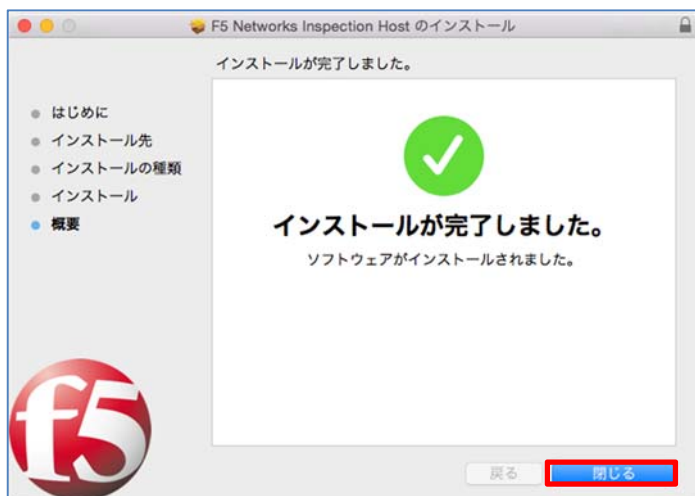 F5 Networks Inspection Host のインストール
インストールが完了しました。
はじめに
インストール先
インストールの種類
インストール
概要
インストールが完了しました。
ソフトウェアがインストールされました。
f5
戻る
閉じる